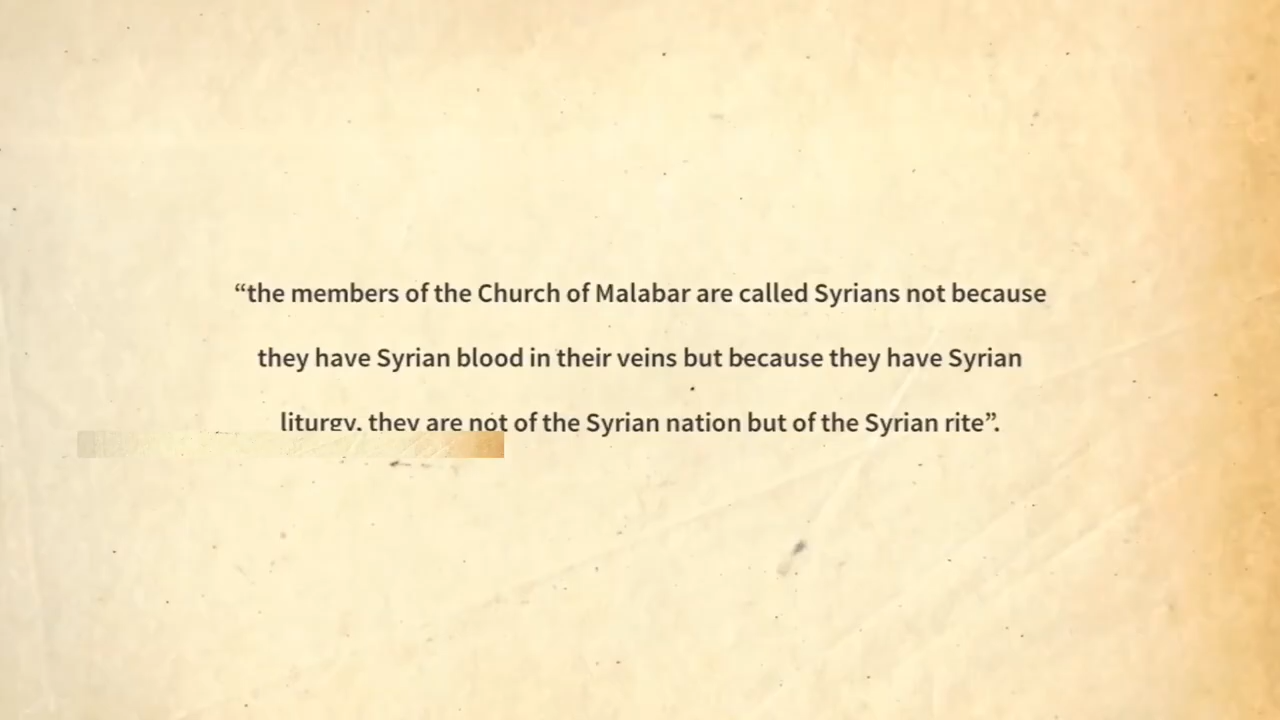 “the members of the Church of Malabar are called Syrians not because
they have Syrian blood in their veins but because they have Syrian
liturgy. they are not of the Syrian nation but of the Syrian rite”.